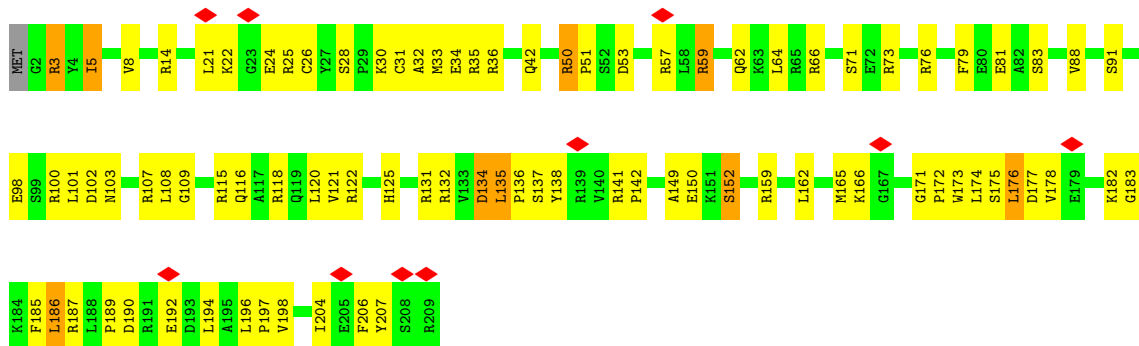 MET G2 R3 Y4 I5 V8 R14 L21 K22 G23 E24 R25 C26 Y27 S28 P29 K30 C31 A32 M33 E34 R35 R36 Q42 R50 P51 S52 D53 R57 L58 R59 Q62 K63 L64 R65 R66 S71 E72 R73 R76 F79 E80 E81 A82 S83 V88 S91
E98 S99 R100 L101 D102 N103 R107 L108 G109 R115 Q116 A117 R118 Q119 L120 V121 R122 H125 R131 R132 V133 D134 L135 P136 S137 Y138 R139 V140 R141 P142 A149 E150 K151 S152 R159 L162 M165 K166 G167 G171 P172 W173 L174 S175 L176 D177 V178 E179 K182 G183
K184 F185 L186 R187 L188 P189 D190 R191 E192 D193 L194 A195 L196 P197 V198 I204 E205 F206 Y207 S208 R209